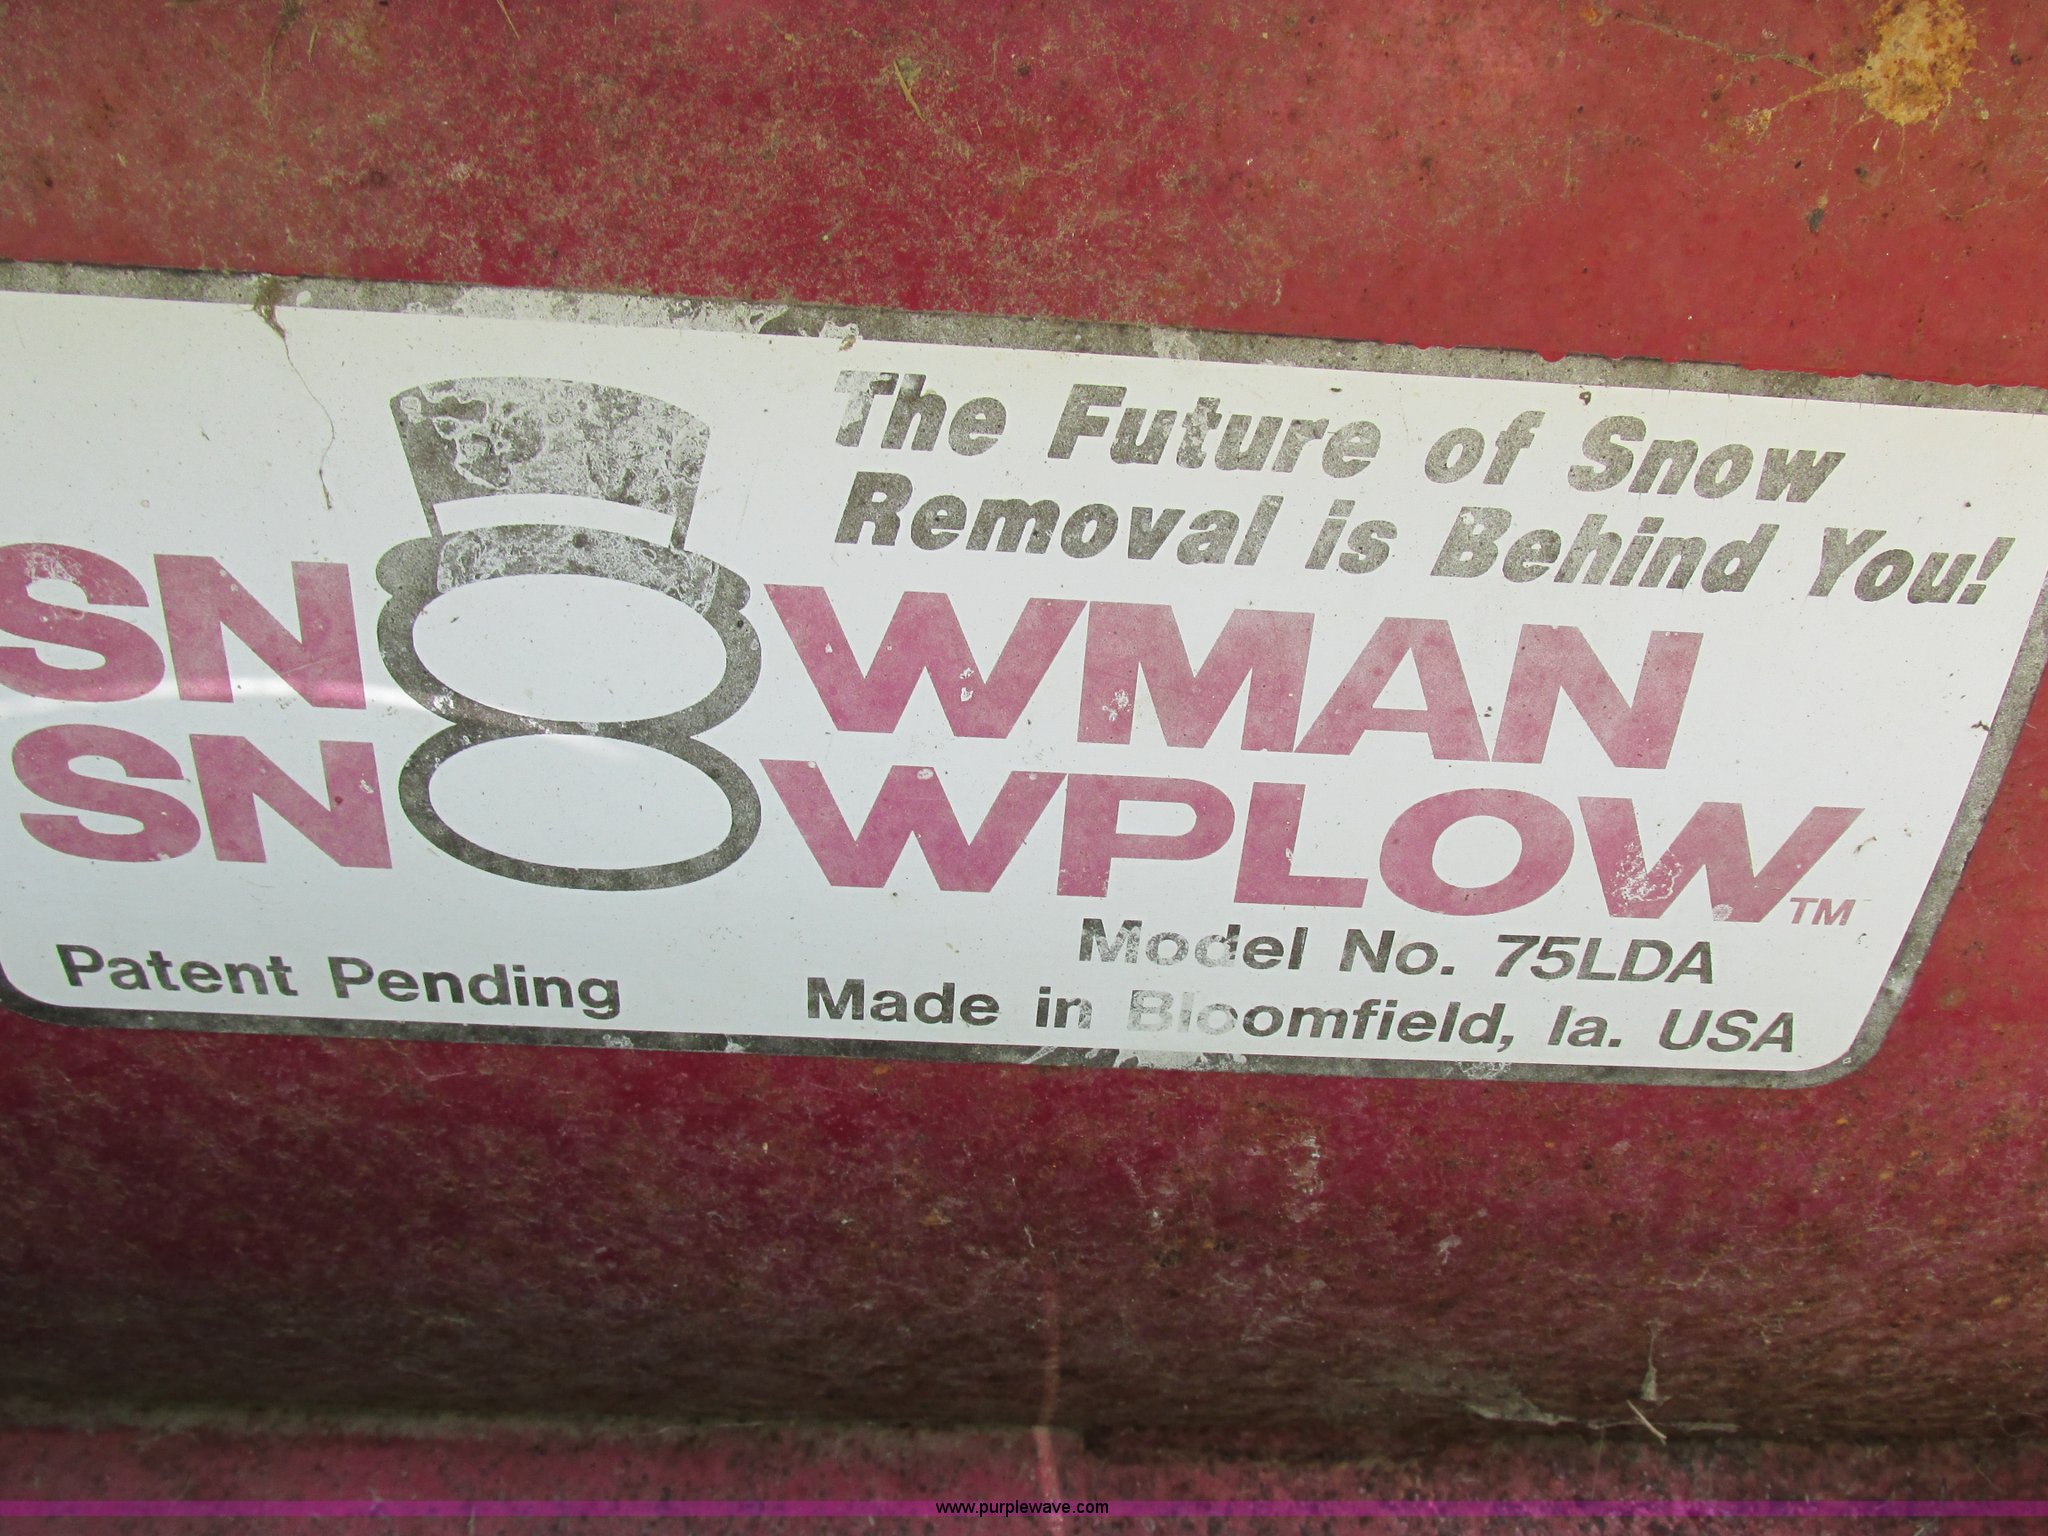 The Future of Snow
Removal is Behind You!
SNOWMAN
SNOWPLOW™
Model No. 75LDA
Patent Pending
Made in Bloomfield, Ia. USA
www.purplewave.com